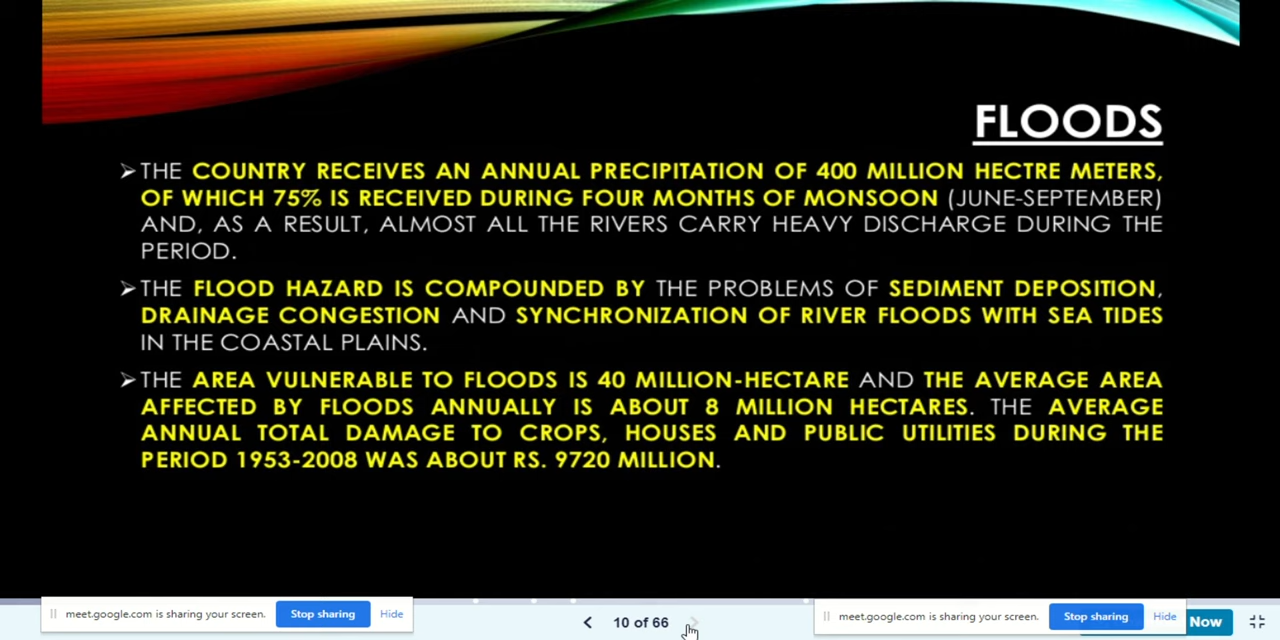 FLOODS
THE COUNTRY RECEIVES AN ANNUAL PRECIPITATION OF 400 MILLION HECTRE METERS,
OF WHICH 75% IS RECEIVED DURING FOUR MONTHS OF MONSOON (JUNE-SEPTEMBER)
AND, AS A RESULT, ALMOST ALL THE RIVERS CARRY HEAVY DISCHARGE DURING THE
PERIOD.
THE FLOOD HAZARD IS COMPOUNDED BY THE PROBLEMS OF SEDIMENT DEPOSITION,
DRAINAGE CONGESTION AND SYNCHRONIZATION OF RIVER FLOODS WITH SEA TIDES
IN THE COASTAL PLAINS.
THE AREA VULNERABLE TO FLOODS IS 40 MILLION-HECTARE AND THE AVERAGE AREA
AFFECTED BY FLOODS ANNUALLY IS ABOUT 8 MILLION HECTARES. THE AVERAGE
ANNUAL TOTAL DAMAGE TO CROPS, HOUSES AND PUBLIC UTILITIES DURING THE
PERIOD 1953-2008 WAS ABOUT RS. 9720 MILLION.
meet.google.com is sharing your screen. Stop sharing Hide
10 of 66
meet.google.com is sharing your screen. Stop sharing Hide
Now